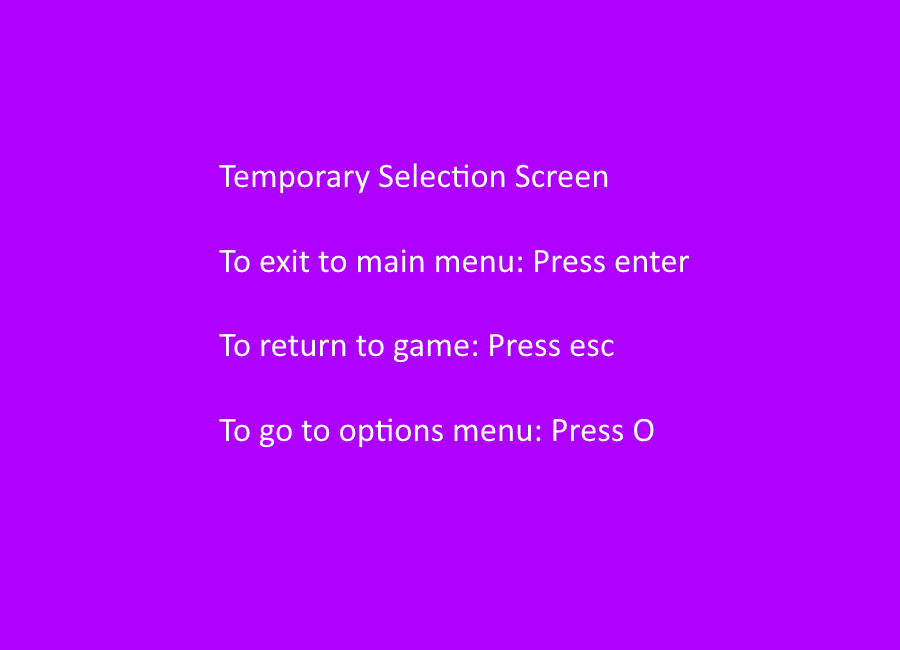 Temporary Selection Screen
To exit to main menu: Press enter
To return to game: Press esc
To go to options menu: Press O